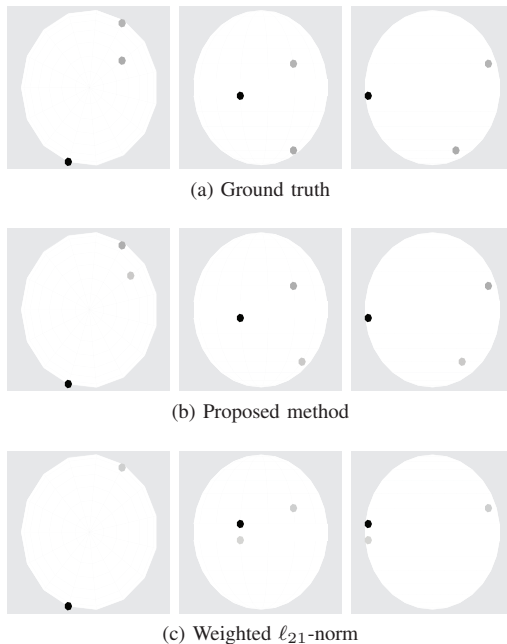 (a) Ground truth
(b) Proposed method
(c) Weighted ℓ21-norm